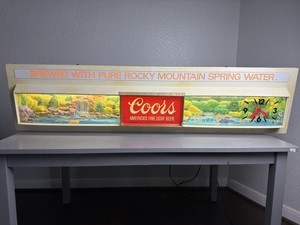 BREWED WITH PURE ROCKY MOUNTAIN SPRING WATER.
Coors
AMERICA'S FINE LIGHT BEER